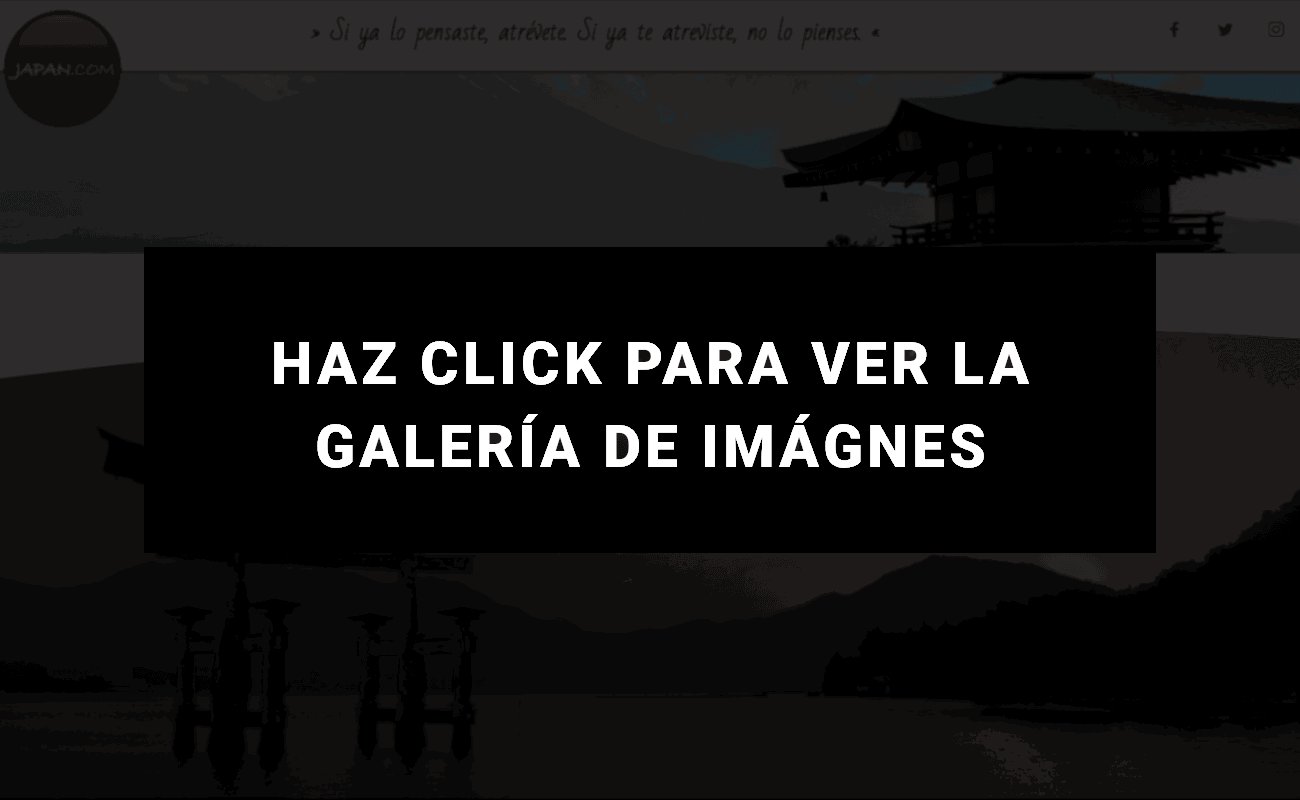 » Si ya lo pensaste, atrévete. Si ya te atreviste, no lo pienses. «
JAPAN.COM
HAZ CLICK PARA VER LA
GALERÍA DE IMÁGNES